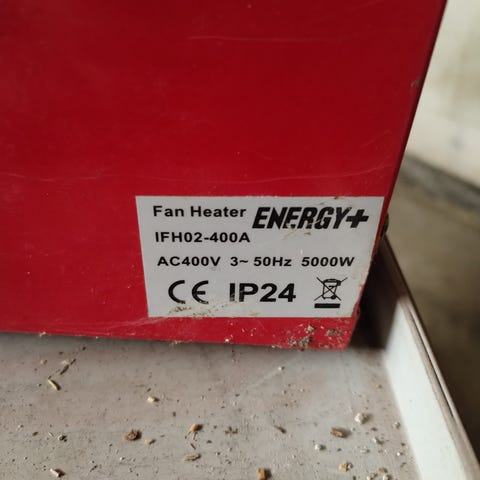 Fan Heater ENERGY+
IFH02-400A
AC400V 3~ 50Hz 5000W
CE IP24